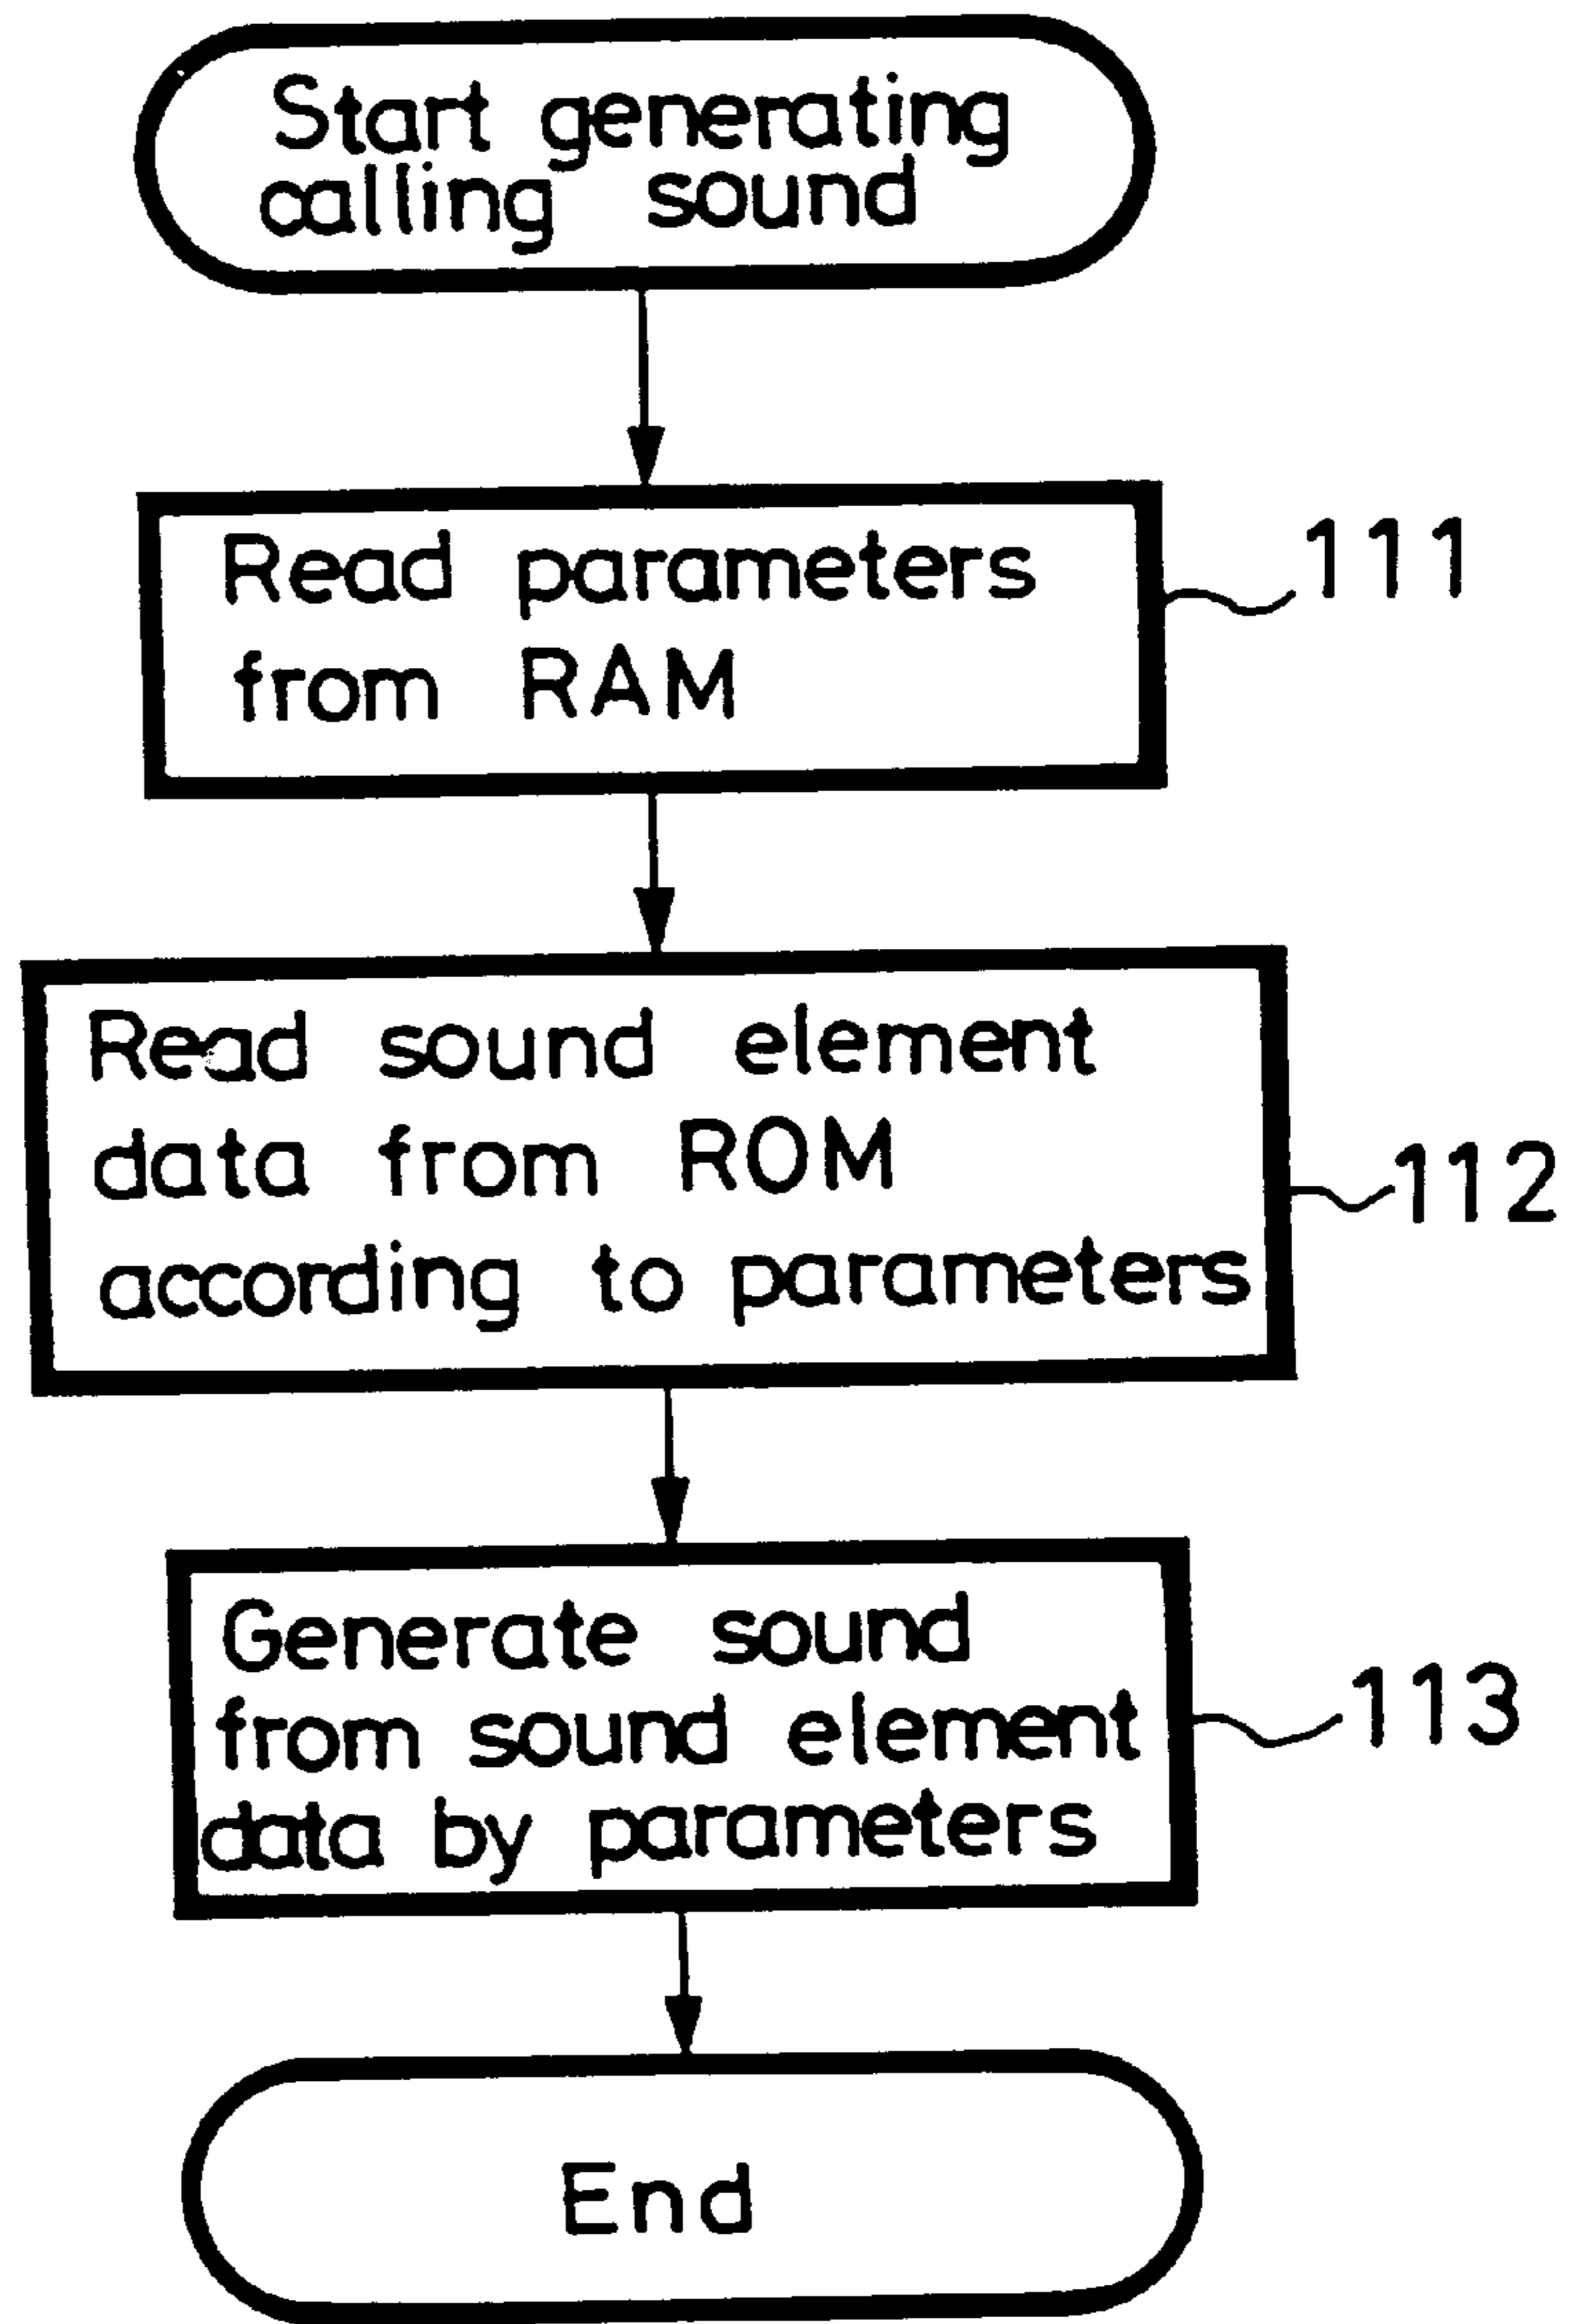 Start generating
calling sound
Read parameters
from RAM
111
Read sound element
data from ROM
according to parameters
112
Generate sound
from sound element
data by parameters
113
End